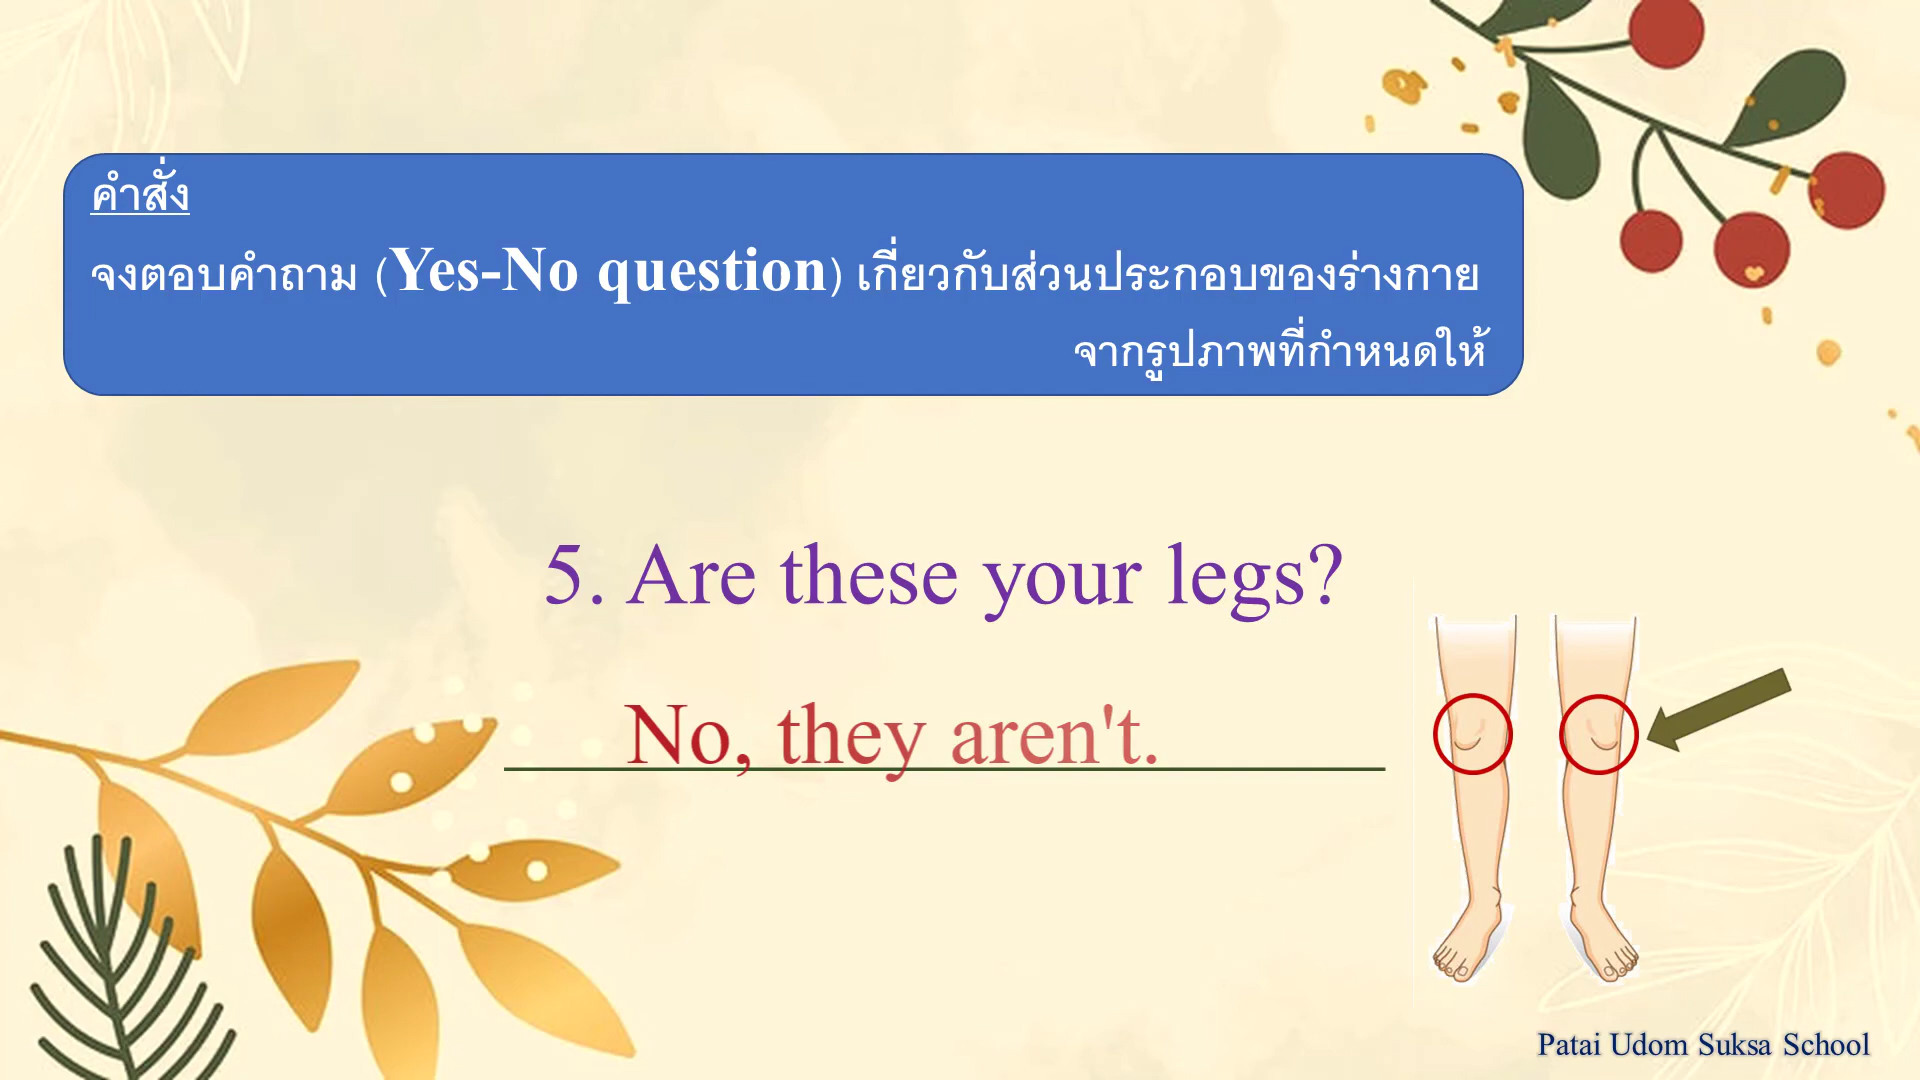 คำสั่ง
จงตอบคำถาม (Yes-No question) เกี่ยวกับส่วนประกอบของร่างกาย
จากรูปภาพที่กำหนดให้
5. Are these your legs?
No, they aren't.
Patai Udom Suksa School